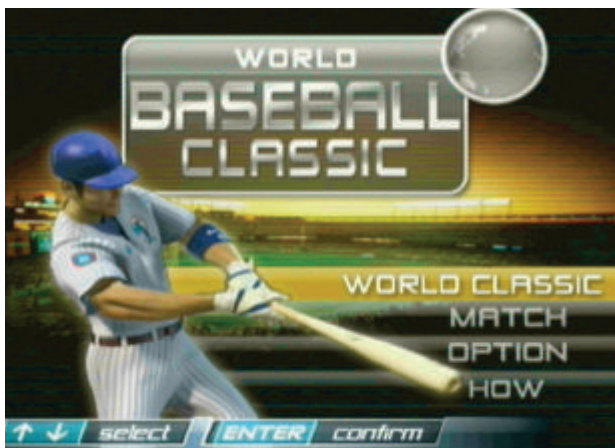 WORLD
BASEBALL
CLASSIC
WORLD CLASSIC
MATCH
OPTION
HOW
↑ ↓ select ENTER confirm